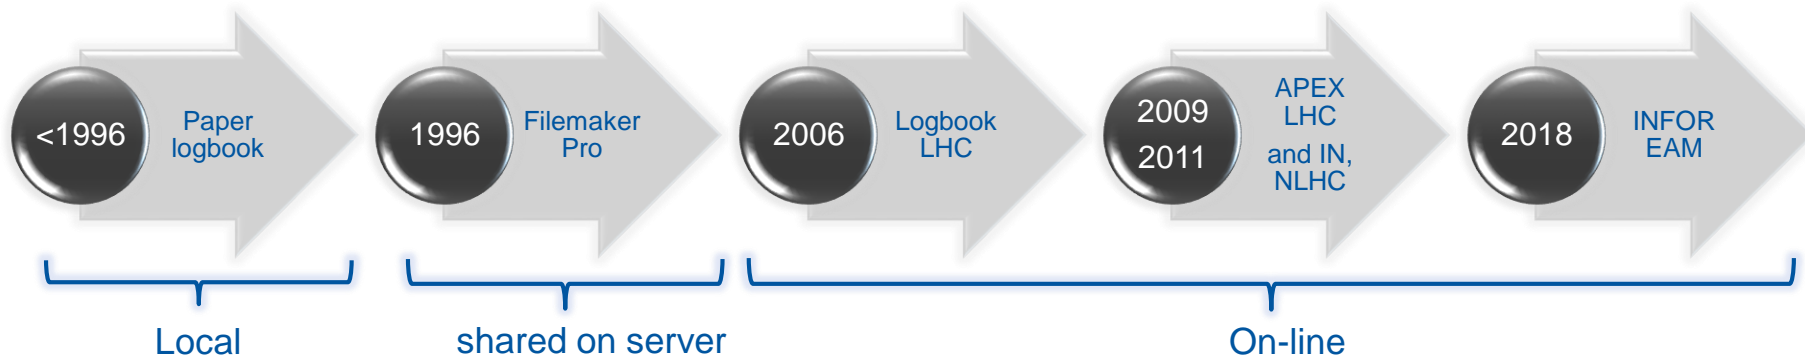 <1996
Paper
logbook
1996
Filemaker
Pro
2006
Logbook
LHC
2009
2011
APEX
LHC
and IN,
NLHC
2018
INFOR
EAM
Local
shared on server
On-line